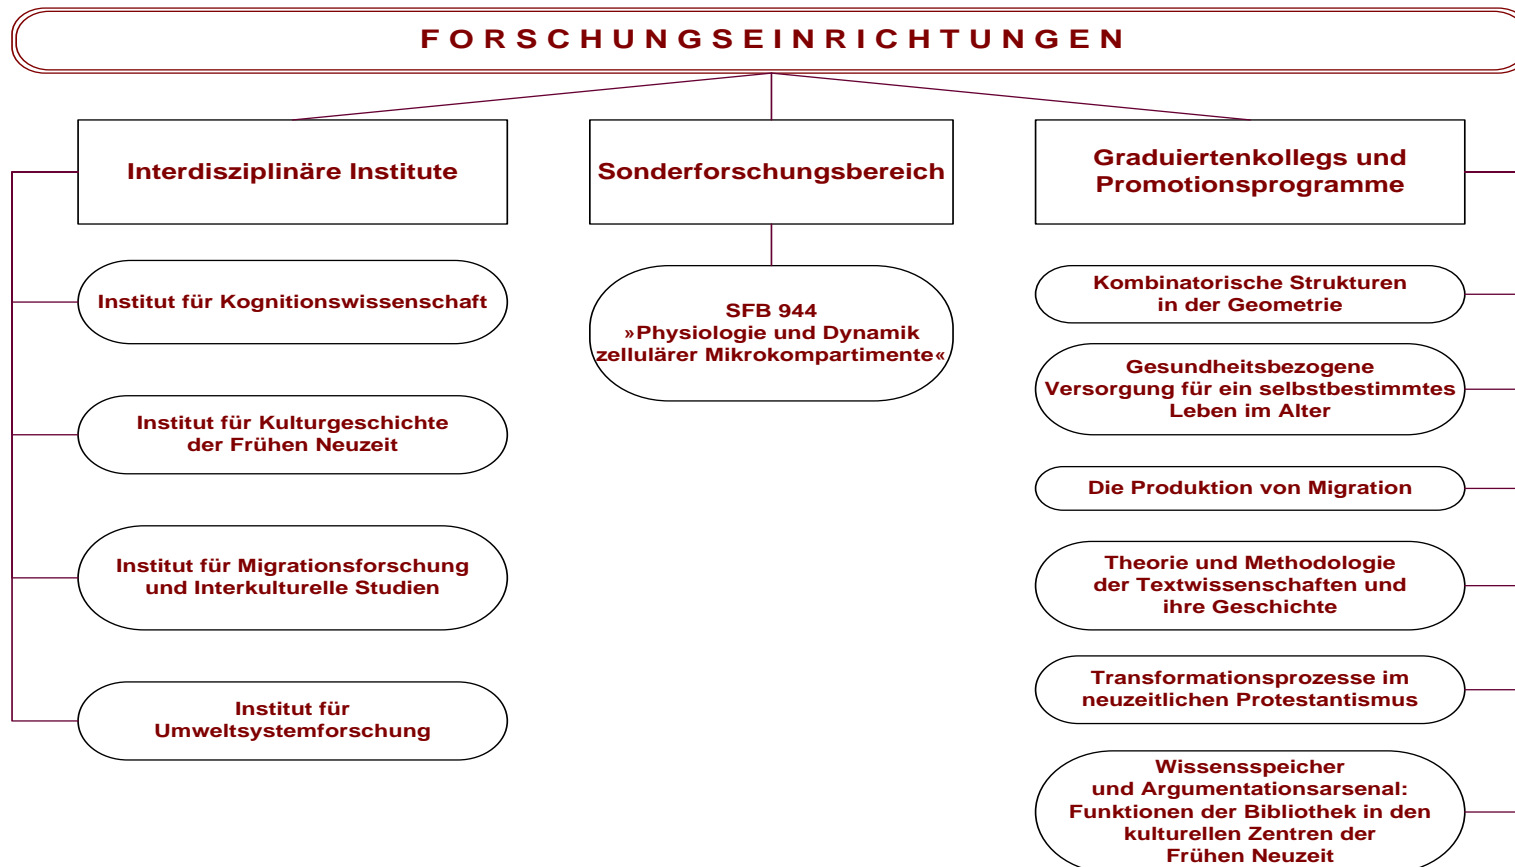 FORSCHUNGSEINRICHTUNGEN
Interdisziplinäre Institute
Institut für Kognitionswissenschaft
Institut für Kulturgeschichte
der Frühen Neuzeit
Institut für Migrationsforschung
und Interkulturelle Studien
Institut für
Umweltsystemforschung
Sonderforschungsbereich
SFB 944
»Physiologie und Dynamik
zellulärer Mikrokompartimente«
Graduiertenkollegs und
Promotionsprogramme
Kombinatorische Strukturen
in der Geometrie
Gesundheitsbezogene
Versorgung für ein selbstbestimmtes
Leben im Alter
Die Produktion von Migration
Theorie und Methodologie
der Textwissenschaften und
ihre Geschichte
Transformationsprozesse im
neuzeitlichen Protestantismus
Wissensspeicher
und Argumentationsarsenal:
Funktionen der Bibliothek in den
kulturellen Zentren der
Frühen Neuzeit